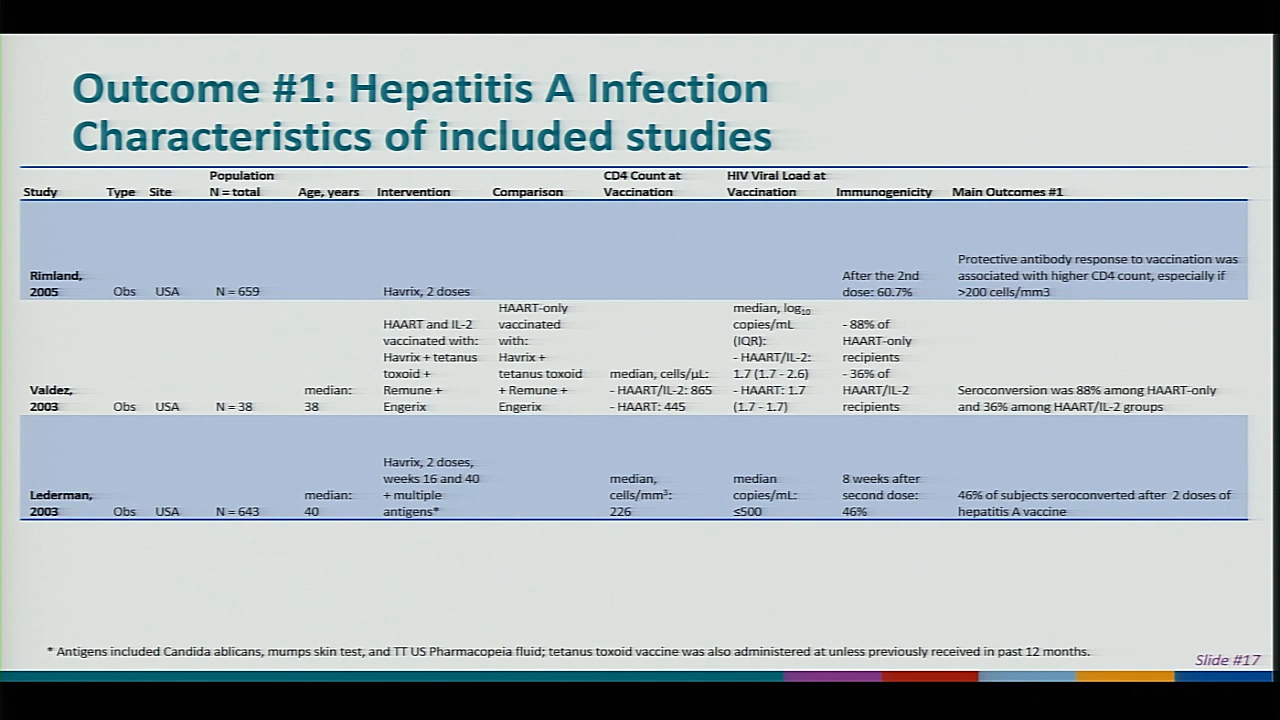 Outcome #1: Hepatitis A Infection
Characteristics of included studies
Study Type Site Population N = total Age, years Intervention Comparison CD4 Count at Vaccination HIV Viral Load at Vaccination Immunogenicity Main Outcomes #1
Rimland, 2005 Obs USA N = 659 Havrix, 2 doses After the 2nd dose: 60.7% Protective antibody response to vaccination was associated with higher CD4 count, especially if >200 cells/mm3
Valdez, 2003 Obs USA N = 38 median: 38 HAART and IL-2 vaccinated with: Havrix + tetanus toxoid + Remune + Engerix HAART-only vaccinated with: Havrix + tetanus toxoid + Remune + Engerix median, cells/µL: - HAART/IL-2: 865 - HAART: 445 median, log₁₀ copies/mL (IQR): - HAART/IL-2: 1.7 (1.7 - 2.6) - HAART: 1.7 (1.7 - 1.7) - 88% of HAART-only recipients - 36% of HAART/IL-2 recipients Seroconversion was 88% among HAART-only and 36% among HAART/IL-2 groups
Lederman, 2003 Obs USA N = 643 median: 40 Havrix, 2 doses, weeks 16 and 40 + multiple antigens* median, cells/mm³: 226 median copies/mL: ≤500 8 weeks after second dose: 46% 46% of subjects seroconverted after 2 doses of hepatitis A vaccine
* Antigens included Candida ablicans, mumps skin test, and TT US Pharmacopeia fluid; tetanus toxoid vaccine was also administered at unless previously received in past 12 months.
Slide #17